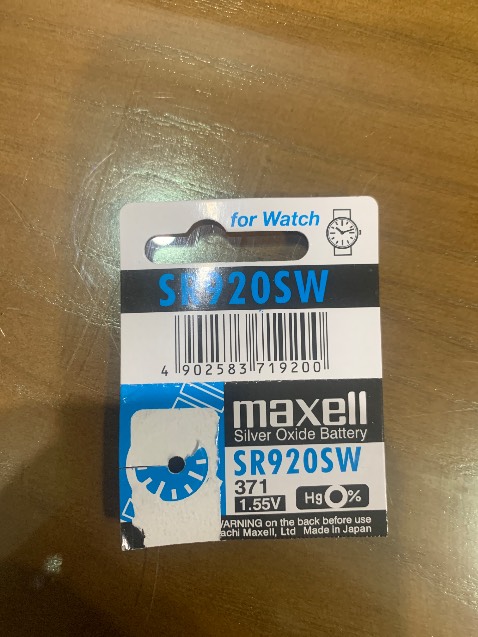 for Watch
SR920SW
4 902583 719200
maxell
Silver Oxide Battery
SR920SW
371
1.55V Hg 0%
WARNING on the back before use
achi Maxell, Ltd Made in Japan